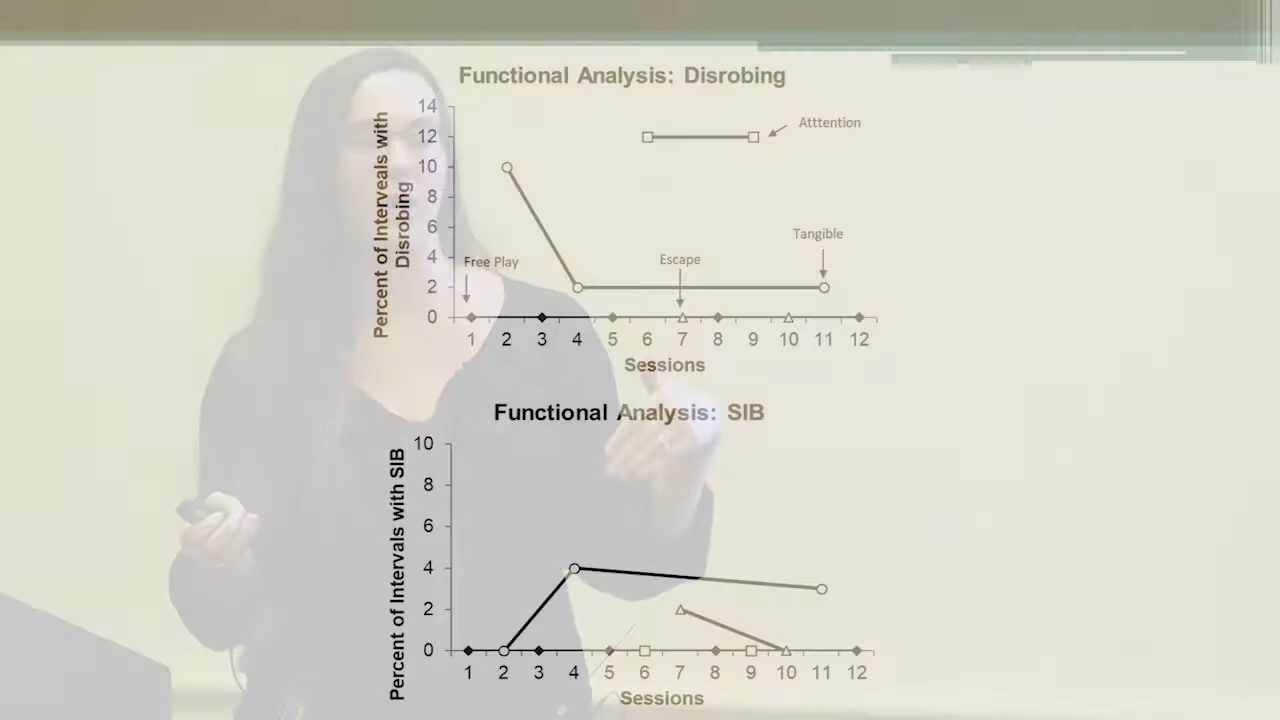 Functional Analysis: Disrobing
Percent of Interveals with
Disrobing
14
12
10
8
6
4
2
0
Atttention
Tangible
Escape
Free Play
1 2 3 4 5 6 7 8 9 10 11 12
Sessions
Functional Analysis: SIB
Percent of Intervals with SIB
10
8
6
4
2
0
1 2 3 4 5 6 7 8 9 10 11 12
Sessions